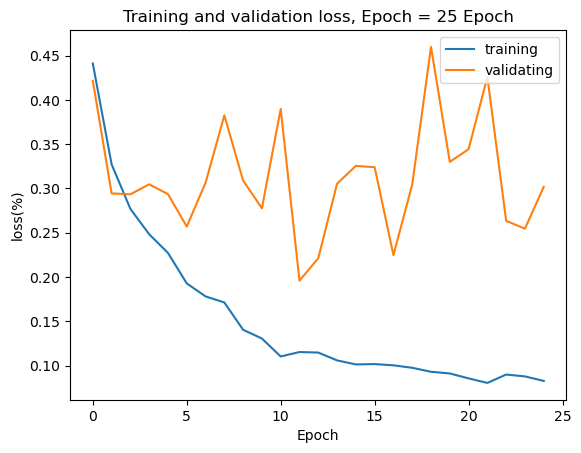 Training and validation loss, Epoch = 25 Epoch
training
validating
loss(%)
0.45
0.40
0.35
0.30
0.25
0.20
0.15
0.10
0 5 10 15 20 25
Epoch